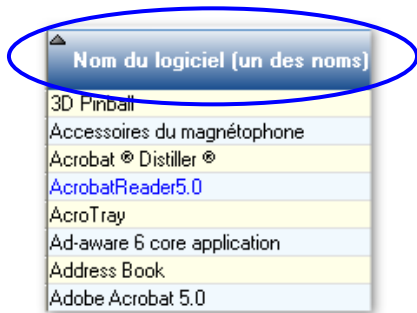 Nom du logiciel (un des noms)
3D Pinball
Accessoires du magnétophone
Acrobat ® Distiller ®
AcrobatReader5.0
AcroTray
Ad-aware 6 core application
Address Book
Adobe Acrobat 5.0